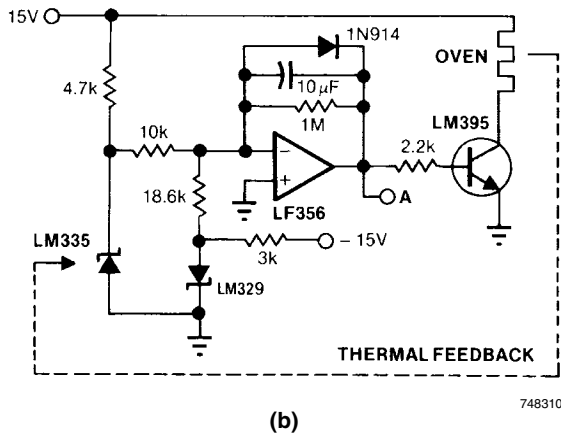 15V
1N914
OVEN
4.7k
10μF
LM395
10k
1M
2.2k
−
+
18.6k
LF356
A
LM335
3k
− 15V
LM329
THERMAL FEEDBACK
748310
(b)